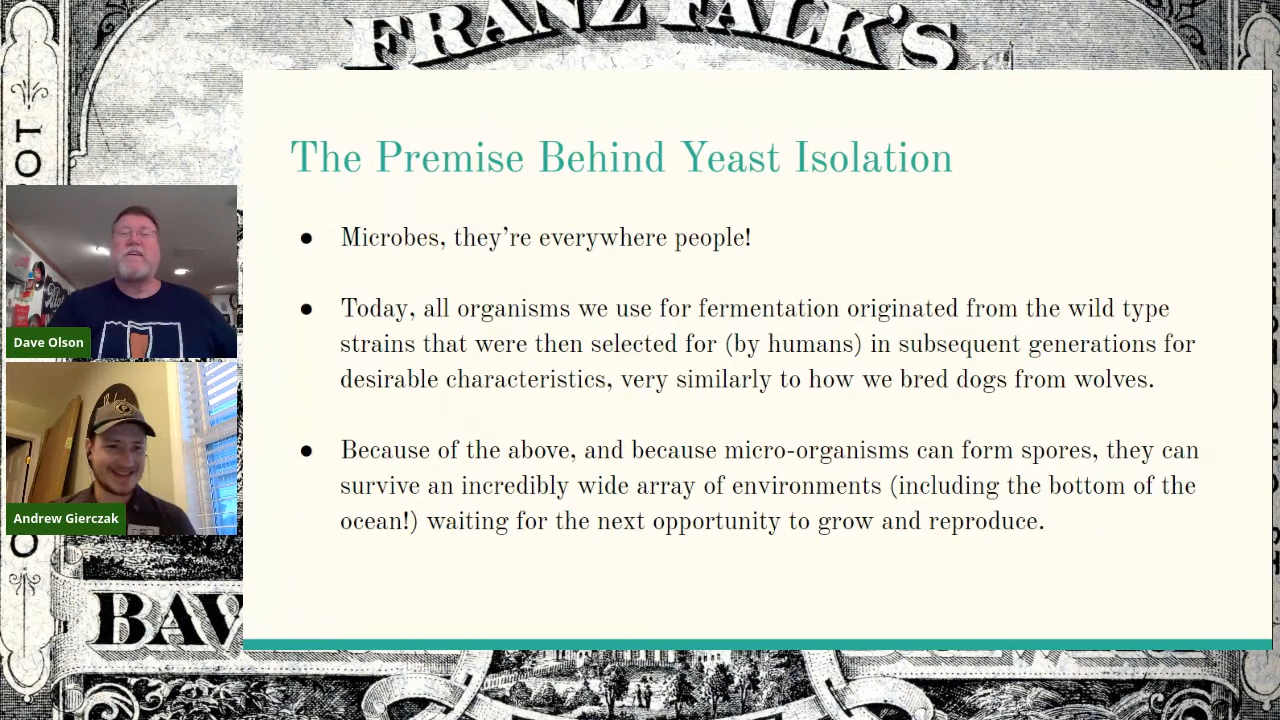 FRANZ FALK'S
The Premise Behind Yeast Isolation
● Microbes, they're everywhere people!
● Today, all organisms we use for fermentation originated from the wild type
strains that were then selected for (by humans) in subsequent generations for
desirable characteristics, very similarly to how we bred dogs from wolves.
● Because of the above, and because micro-organisms can form spores, they can
survive an incredibly wide array of environments (including the bottom of the
ocean!) waiting for the next opportunity to grow and reproduce.
Dave Olson
Andrew Gierczak
BAV